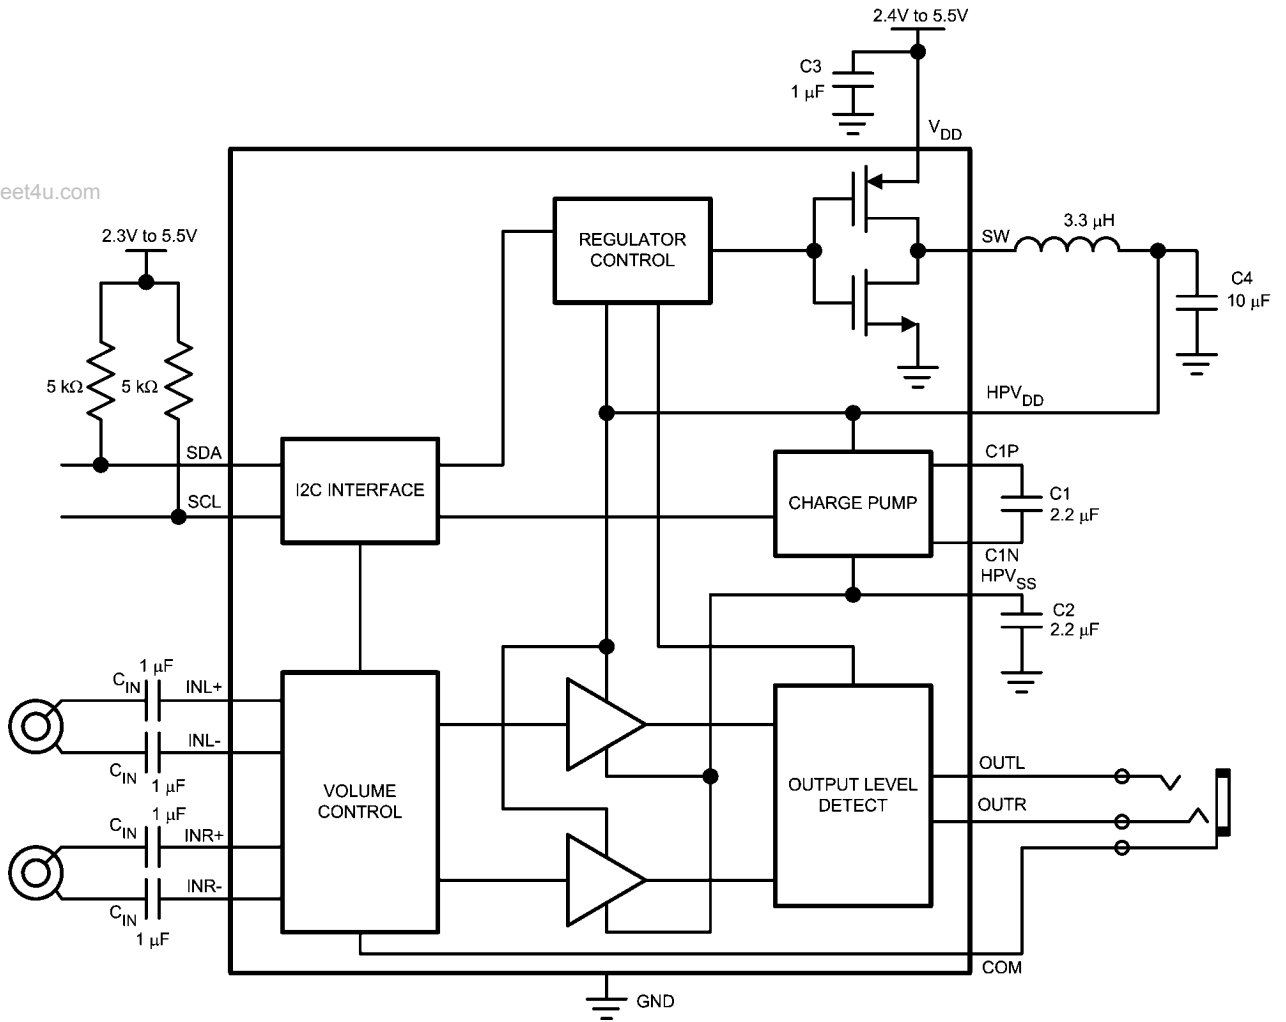 2.4V to 5.5V
C3
1 µF
VDD
eet4u.com
2.3V to 5.5V
REGULATOR
CONTROL
SW
3.3 µH
C4
10 µF
5 kΩ
5 kΩ
HPVDD
SDA
I2C INTERFACE
SCL
CHARGE PUMP
C1P
C1
2.2 µF
C1N
HPVSS
C2
2.2 µF
1 µF
CIN
INL+
INL-
CIN
1 µF
1 µF
CIN
INR+
INR-
CIN
1 µF
VOLUME
CONTROL
OUTPUT LEVEL
DETECT
OUTL
OUTR
COM
GND